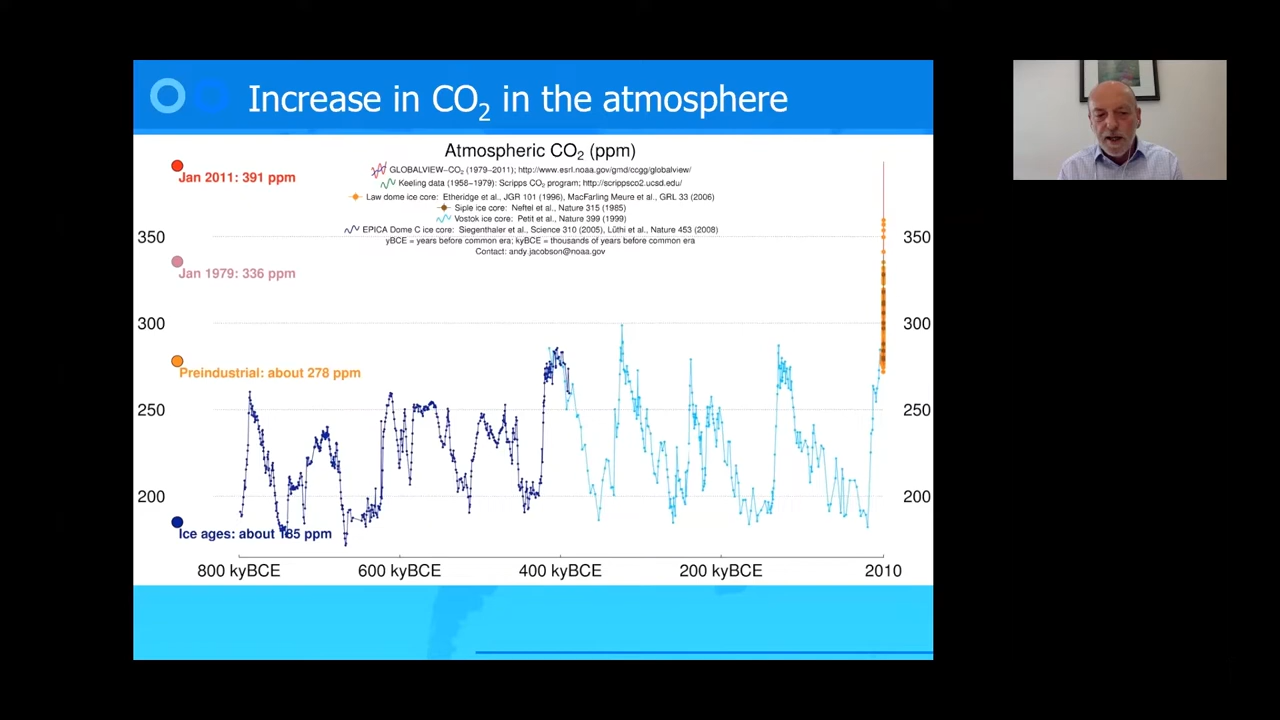 Increase in CO2 in the atmosphere
Atmospheric CO2 (ppm)
GLOBALVIEW–CO2 (1979–2011); http://www.esrl.noaa.gov/gmd/ccgg/globalview/
Keeling data (1958–1979): Scripps CO2 program; http://scrippsco2.ucsd.edu/
Law dome ice core: Etheridge et al., JGR 101 (1996), MacFarling Meure et al., GRL 33 (2006)
Siple ice core: Neftel et al., Nature 315 (1985)
Vostok ice core: Petit et al., Nature 399 (1999)
EPICA Dome C ice core: Siegenthaler et al., Science 310 (2005), Lüthi et al., Nature 453 (2008)
yBCE = years before common era; kyBCE = thousands of years before common era
Contact: andy.jacobson@noaa.gov
Jan 2011: 391 ppm
350 350
Jan 1979: 336 ppm
300 300
Preindustrial: about 278 ppm
250 250
200 200
Ice ages: about 185 ppm
800 kyBCE 600 kyBCE 400 kyBCE 200 kyBCE 2010